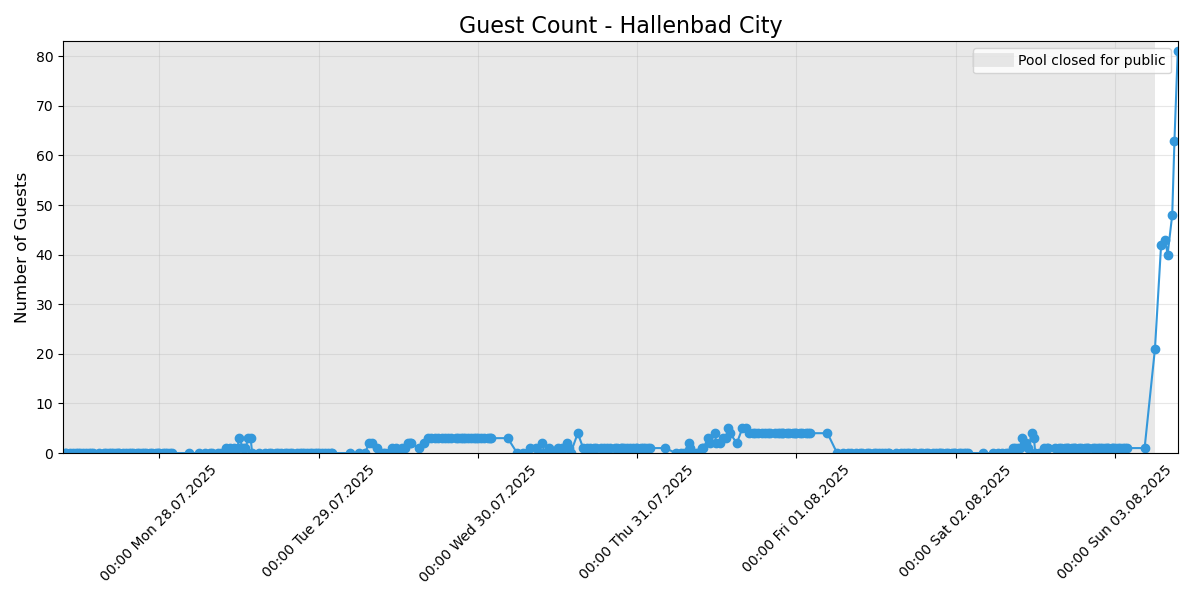 Guest Count - Hallenbad City
Pool closed for public
Number of Guests
80
70
60
50
40
30
20
10
0
00:00 Mon 28.07.2025
00:00 Tue 29.07.2025
00:00 Wed 30.07.2025
00:00 Thu 31.07.2025
00:00 Fri 01.08.2025
00:00 Sat 02.08.2025
00:00 Sun 03.08.2025